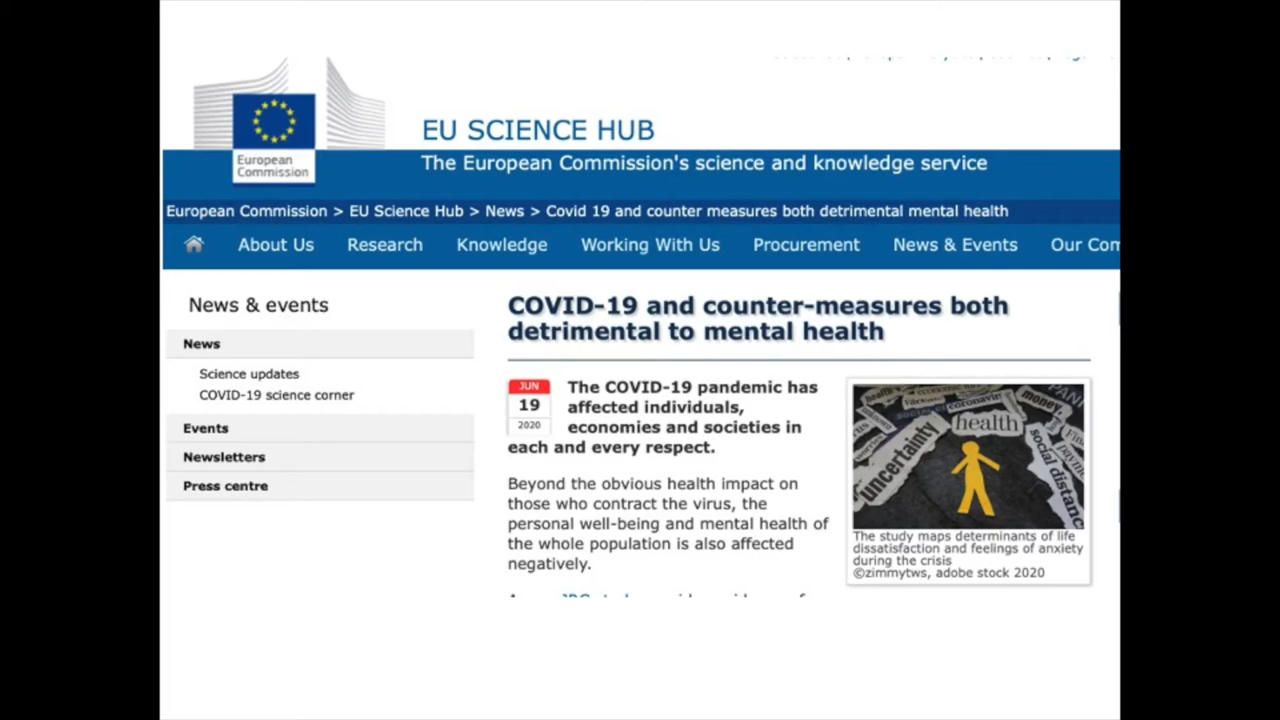 EU SCIENCE HUB
European
Commission
The European Commission's science and knowledge service
European Commission > EU Science Hub > News > Covid 19 and counter measures both detrimental mental health
About Us Research Knowledge Working With Us Procurement News & Events Our Com
News & events
News
Science updates
COVID-19 science corner
Events
Newsletters
Press centre
COVID-19 and counter-measures both
detrimental to mental health
JUN
19
2020
The COVID-19 pandemic has
affected individuals,
economies and societies in
each and every respect.
Beyond the obvious health impact on
those who contract the virus, the
personal well-being and mental health of
the whole population is also affected
negatively.
health
coronavirus
money.
PANI
health
uncertainty
social distanc
The study maps determinants of life
dissatisfaction and feelings of anxiety
during the crisis
©zimmytws, adobe stock 2020